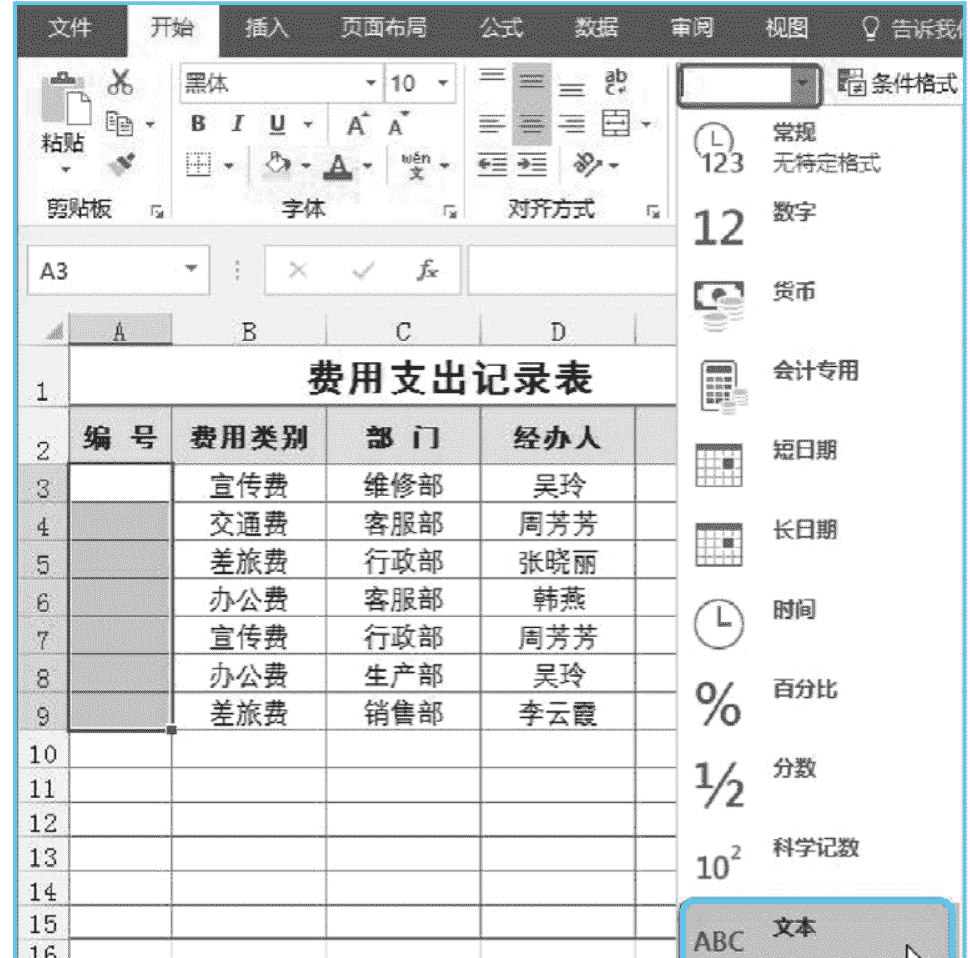 文件 开始 插入 页面布局 公式 数据 审阅 视图 告诉我
黑体 10 ab 条件格式
B I U A A
粘贴 A wén 文
剪贴板 字体 对齐方式
常规
123 无特定格式
12 数字
A3 fx 货币
会计专用
短日期
长日期
时间
% 百分比
½ 分数
10² 科学记数
ABC 文本
A B C D
1 费用支出记录表
2 编 号 费用类别 部 门 经办人
3 宣传费 维修部 吴玲
4 交通费 客服部 周芳芳
5 差旅费 行政部 张晓丽
6 办公费 客服部 韩燕
7 宣传费 行政部 周芳芳
8 办公费 生产部 吴玲
9 差旅费 销售部 李云霞
10
11
12
13
14
15
16